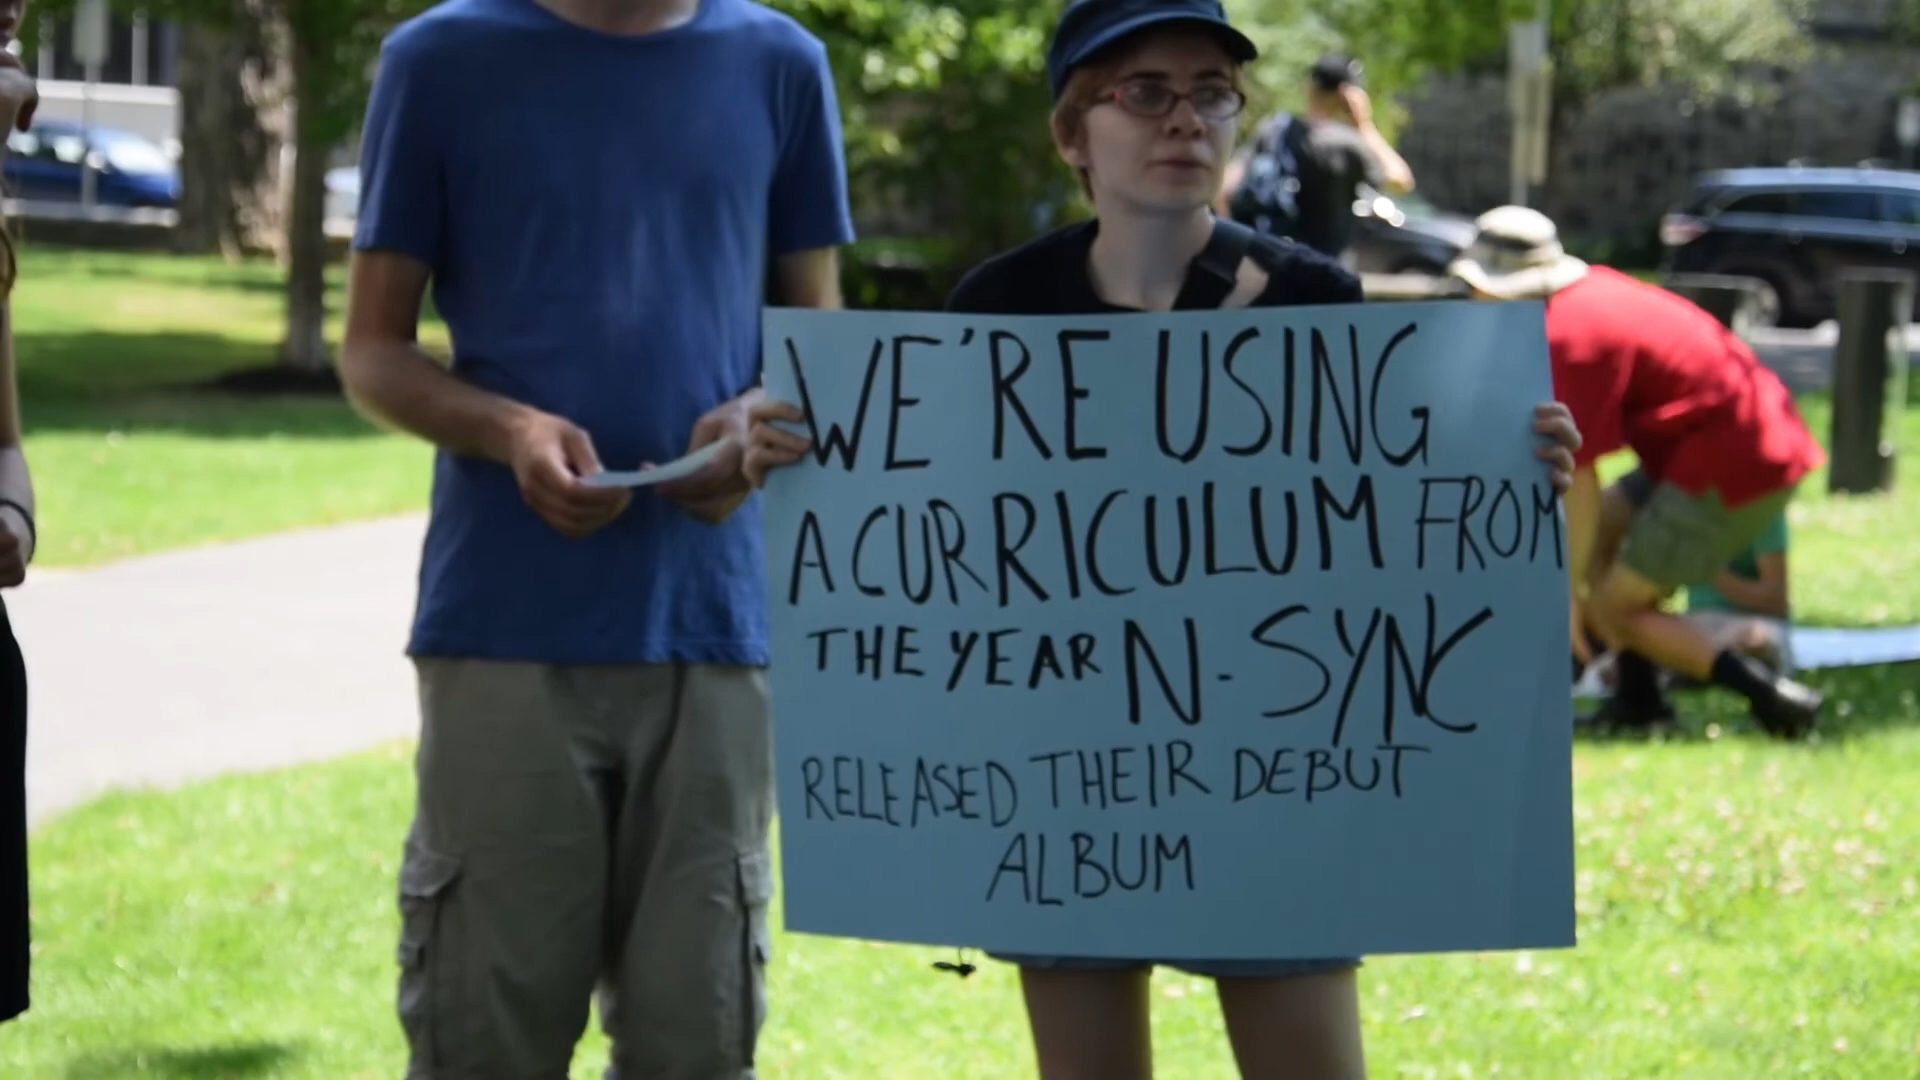 WE'RE USING
A CURRICULUM FROM
THE YEAR N-SYNC
RELEASED THEIR DEBUT
ALBUM